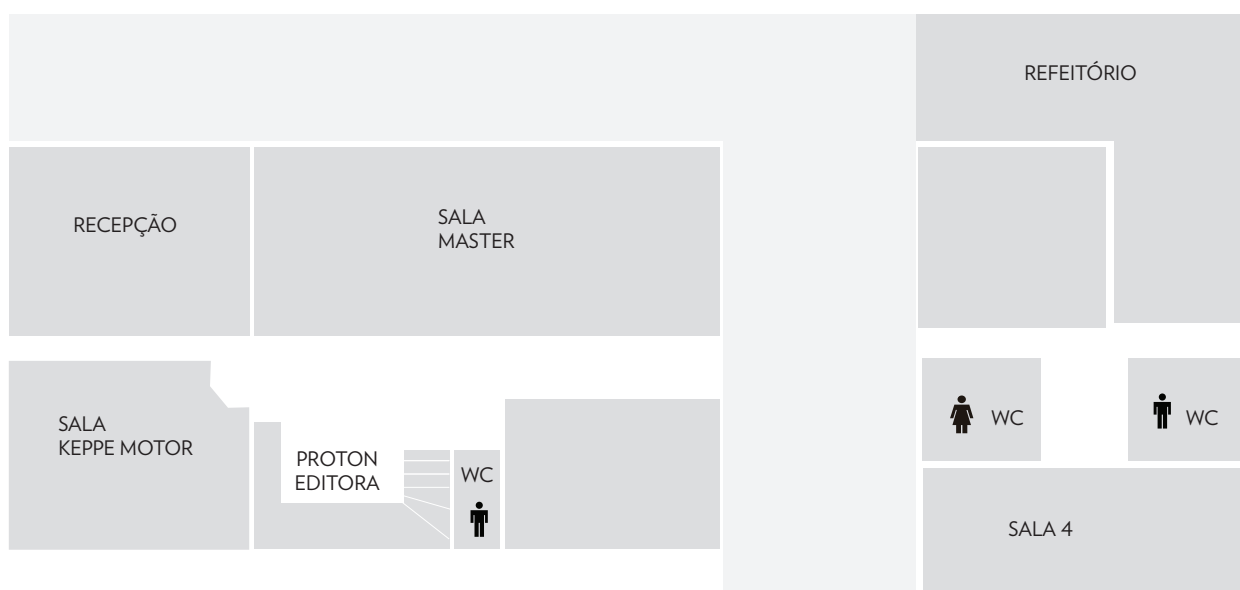 REFEITÓRIO
RECEPÇÃO
SALA
MASTER
SALA
KEPPE MOTOR
PROTON
EDITORA
WC
WC
WC
SALA 4